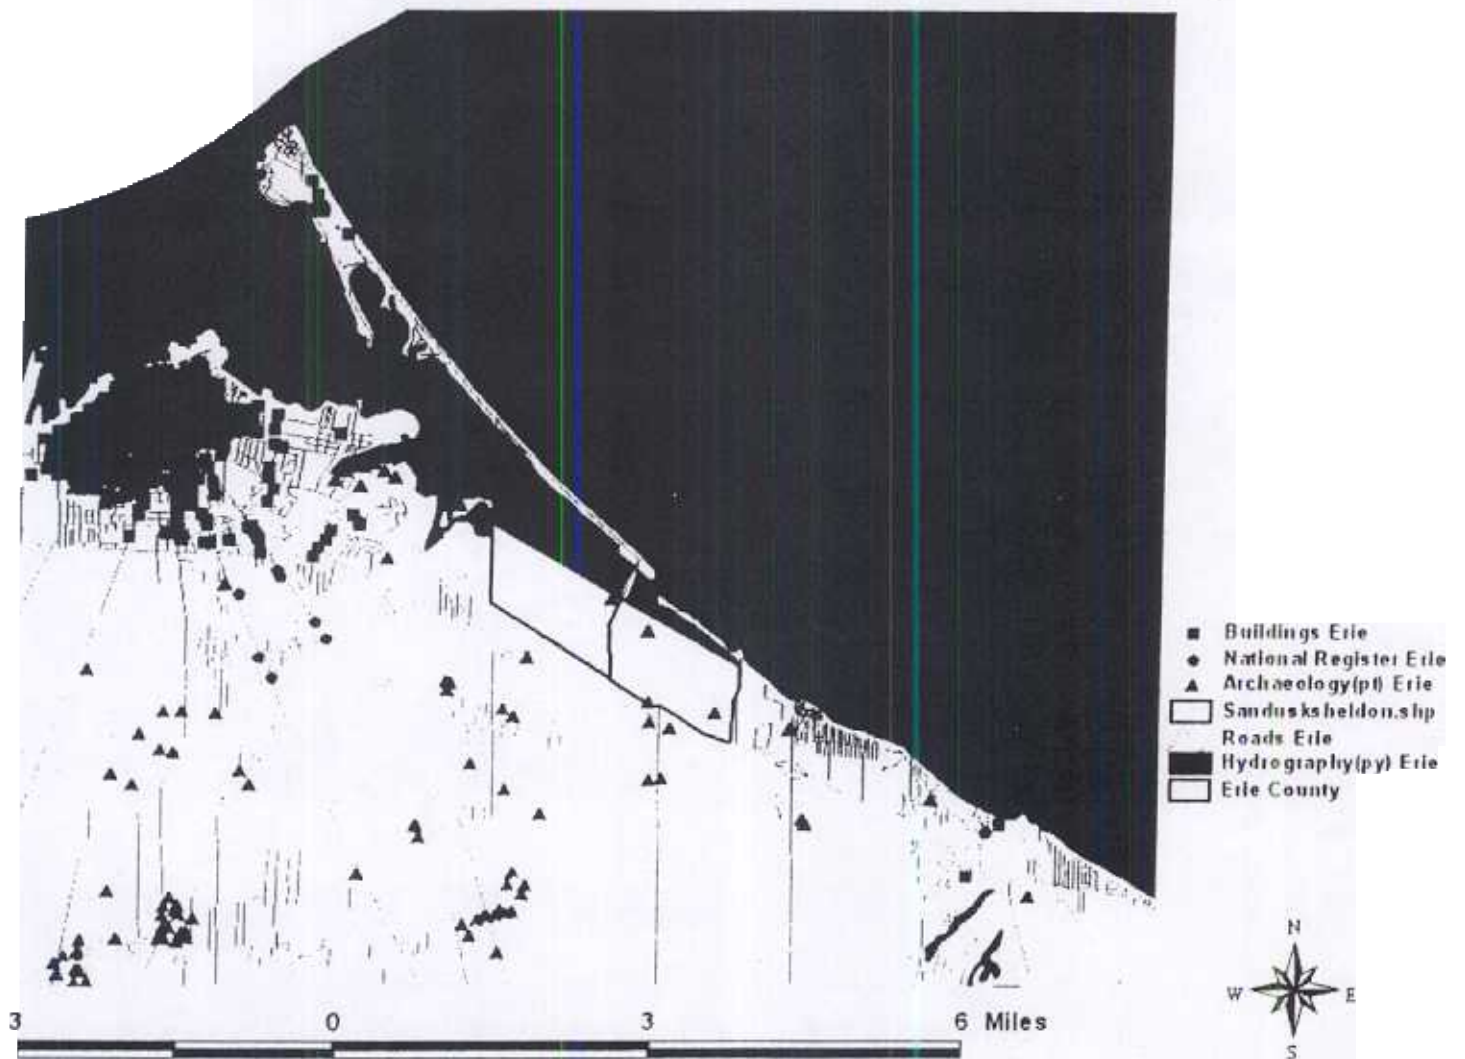 Buildings Erie
National Register Erie
Archaeology(pt) Erie
Sandusksheldon.shp
Roads Erie
Hydrography(py) Erie
Erie County
N
W E
S
3 0 3 6 Miles